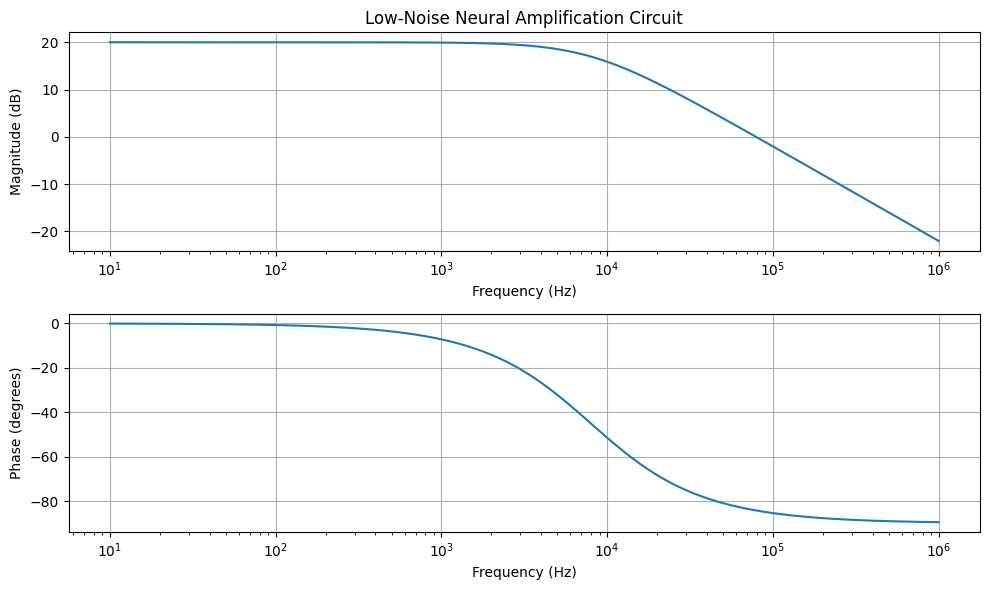 Low-Noise Neural Amplification Circuit
Magnitude (dB)
20
10
0
−10
−20
10¹ 10² 10³ 10⁴ 10⁵ 10⁶
Frequency (Hz)
Phase (degrees)
0
−20
−40
−60
−80
10¹ 10² 10³ 10⁴ 10⁵ 10⁶
Frequency (Hz)